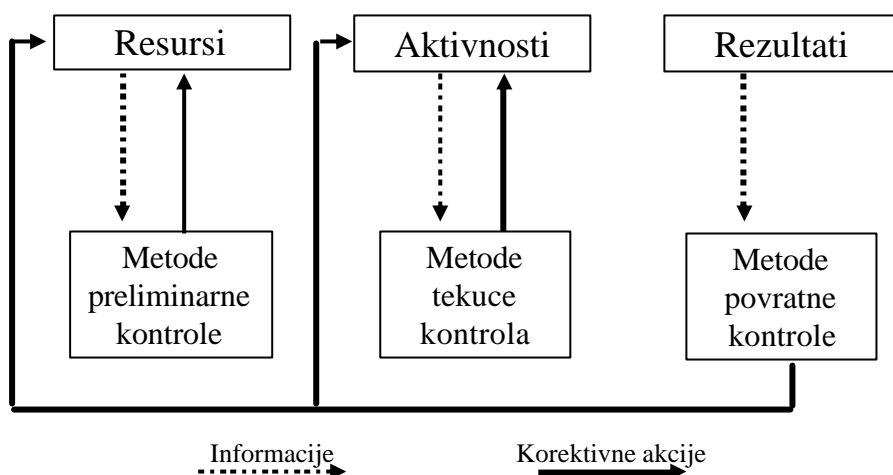 Resursi
Aktivnosti
Rezultati
Metode
preliminarne
kontrole
Metode
tekuce
kontrola
Metode
povratne
kontrole
Informacije
Korektivne akcije